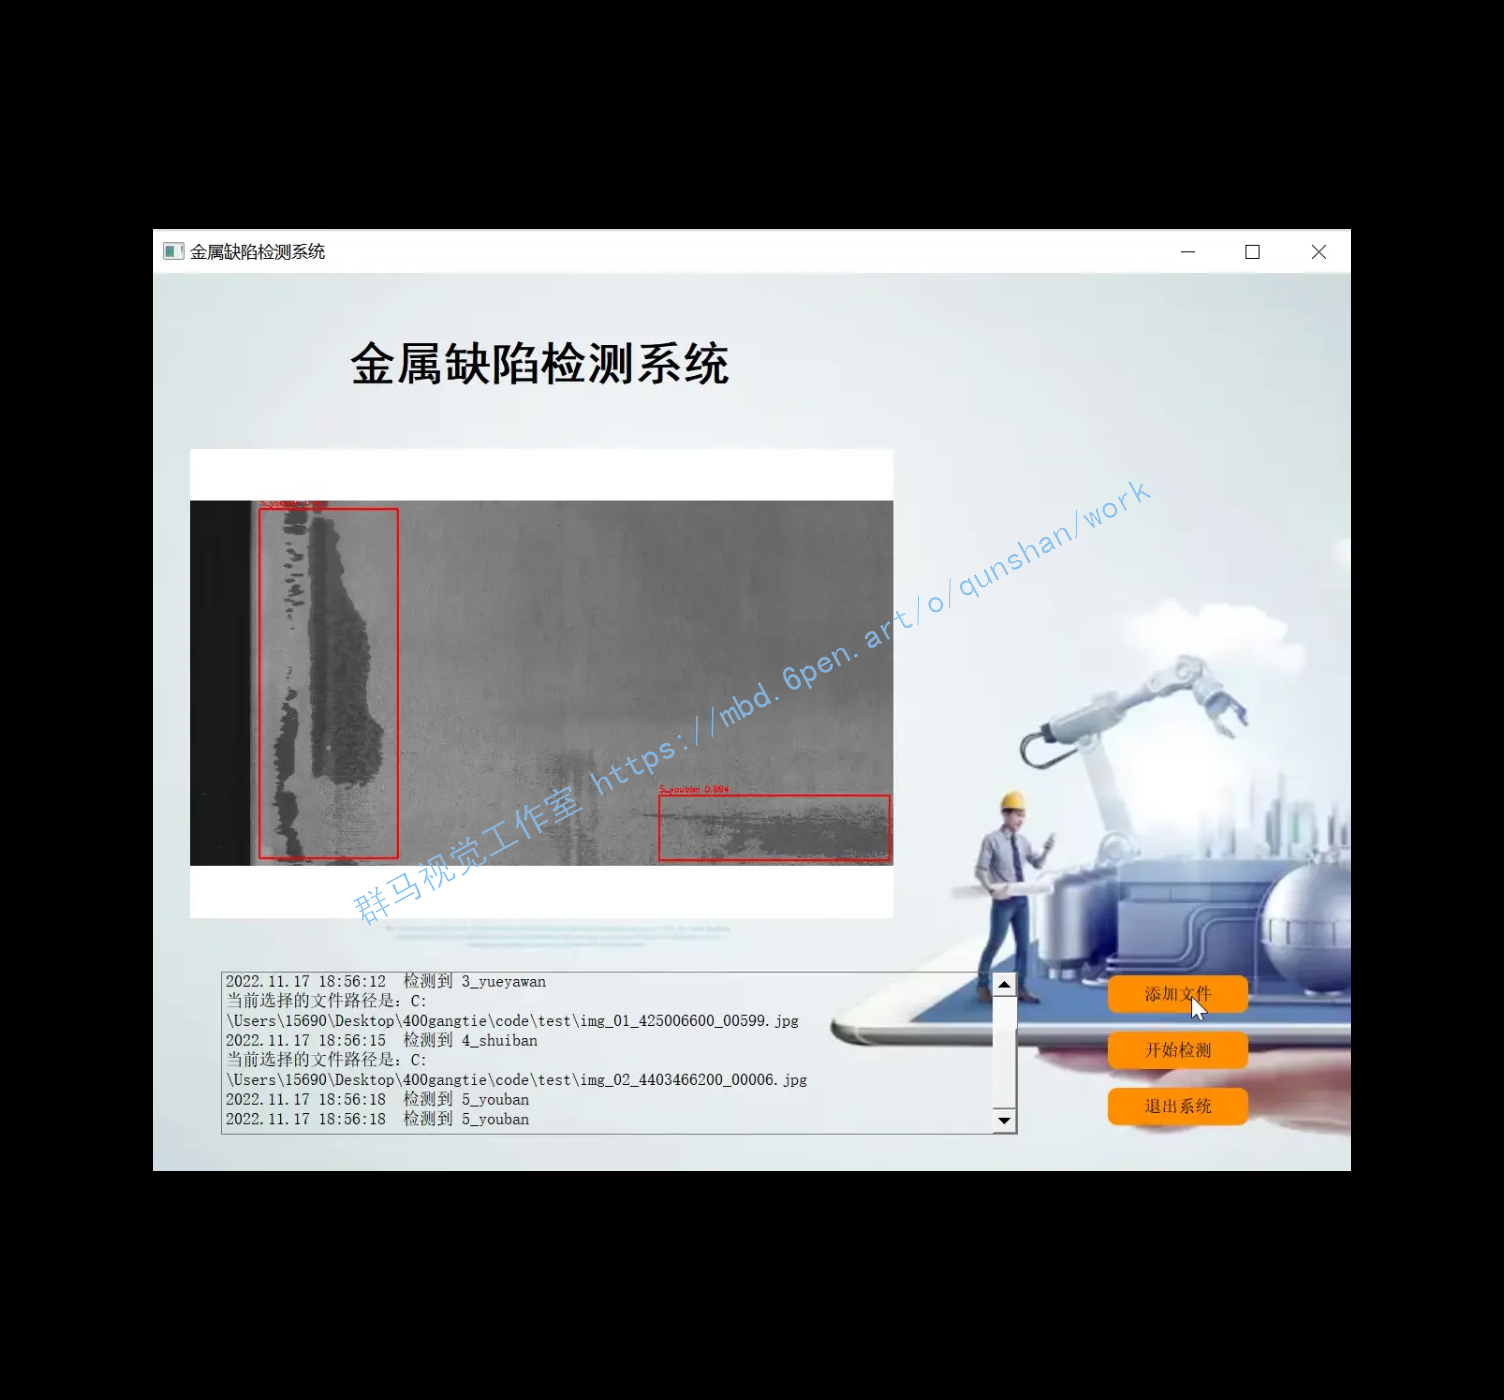 金属缺陷检测系统
金属缺陷检测系统
5_youban 0.894
群马视觉工作室 https://mbd.6pen.art/o/qunshan/work
2022.11.17 18:56:12 检测到 3_yueyawan
当前选择的文件路径是: C:
\Users\15690\Desktop\400gangtie\code\test\img_01_425006600_00599.jpg
2022.11.17 18:56:15 检测到 4_shuiban
当前选择的文件路径是: C:
\Users\15690\Desktop\400gangtie\code\test\img_02_4403466200_00006.jpg
2022.11.17 18:56:18 检测到 5_youban
2022.11.17 18:56:18 检测到 5_youban
添加文件
开始检测
退出系统